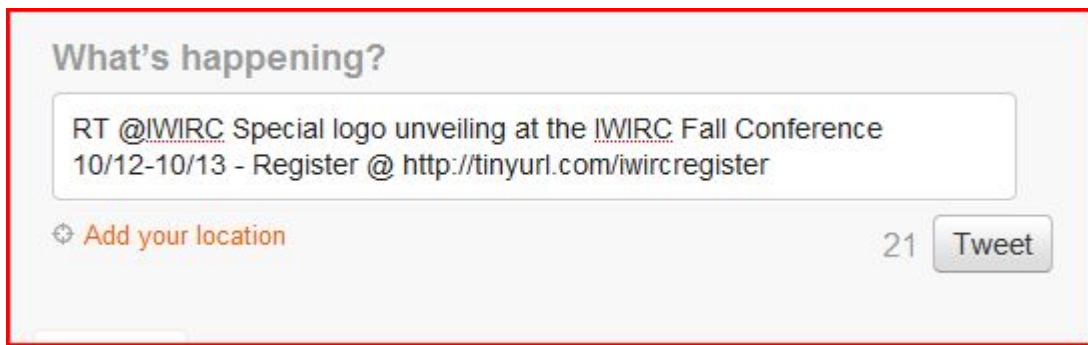 What's happening?
RT @IWIRC Special logo unveiling at the IWIRC Fall Conference
10/12-10/13 - Register @ http://tinyurl.com/iwircregister
Add your location
21 Tweet